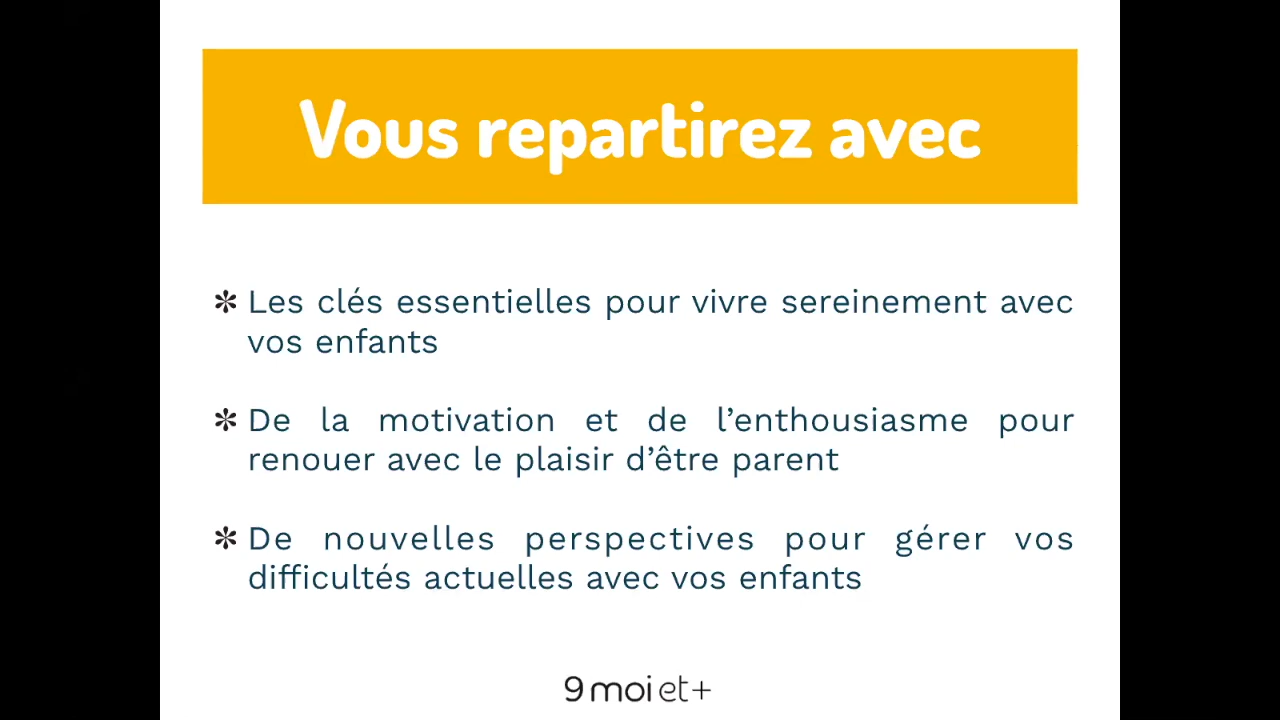 Vous repartirez avec
✼ Les clés essentielles pour vivre sereinement avec
vos enfants
✼ De la motivation et de l’enthousiasme pour
renouer avec le plaisir d’être parent
✼ De nouvelles perspectives pour gérer vos
difficultés actuelles avec vos enfants
9 moi et+